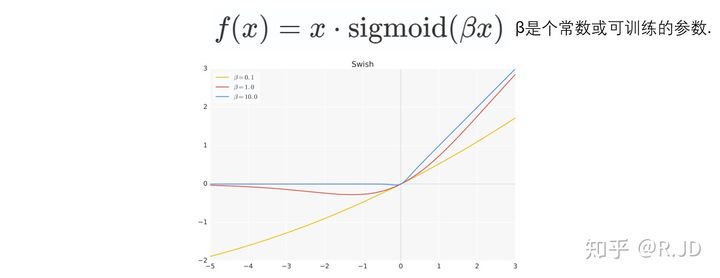 f(x) = x · sigmoid(βx) β是个常数或可训练的参数.
Swish
β = 0.1
β = 1.0
β = 10.0
3
2
1
0
−1
−2
−5 −4 −3 −2 −1 0 1 2 3
知乎 @R.JD